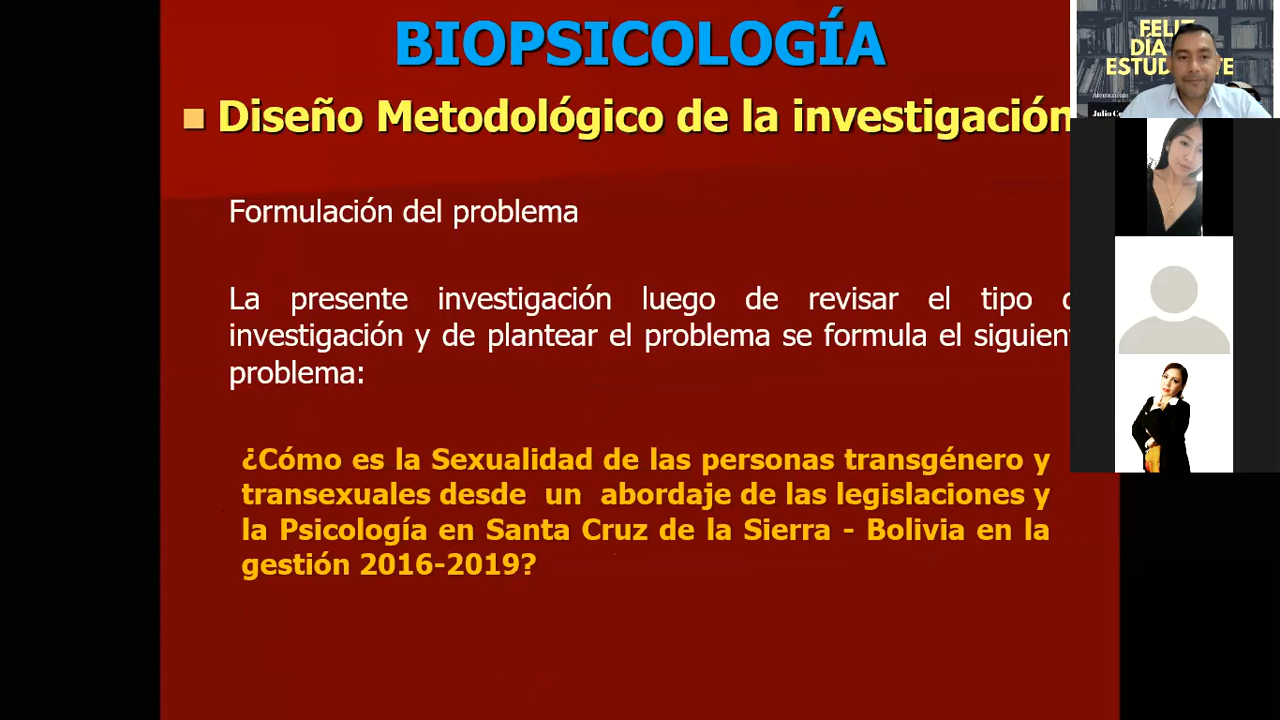 BIOPSICOLOGÍA
Diseño Metodológico de la investigación
Formulación del problema
La presente investigación luego de revisar el tipo
investigación y de plantear el problema se formula el
problema:
¿Cómo es la Sexualidad de las personas transgénero y
transexuales desde un abordaje de las legislaciones y
la Psicología en Santa Cruz de la Sierra - Bolivia en la
gestión 2016-2019?
FELIZ
Julio